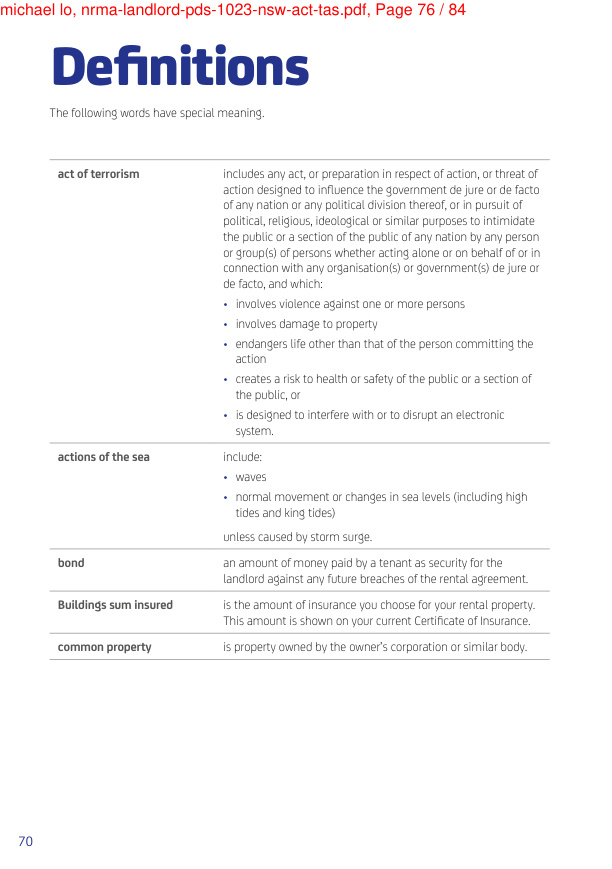 michael lo, nrma-landlord-pds-1023-nsw-act-tas.pdf, Page 76 / 84
Definitions
The following words have special meaning.
act of terrorism
includes any act, or preparation in respect of action, or threat of
action designed to influence the government de jure or de facto
of any nation or any political division thereof, or in pursuit of
political, religious, ideological or similar purposes to intimidate
the public or a section of the public of any nation by any person
or group(s) of persons whether acting alone or on behalf of or in
connection with any organisation(s) or government(s) de jure or
de facto, and which:
• involves violence against one or more persons
• involves damage to property
• endangers life other than that of the person committing the
action
• creates a risk to health or safety of the public or a section of
the public, or
• is designed to interfere with or to disrupt an electronic
system.
actions of the sea
include:
• waves
• normal movement or changes in sea levels (including high
tides and king tides)
unless caused by storm surge.
bond
an amount of money paid by a tenant as security for the
landlord against any future breaches of the rental agreement.
Buildings sum insured
is the amount of insurance you choose for your rental property.
This amount is shown on your current Certificate of Insurance.
common property
is property owned by the owner's corporation or similar body.
70